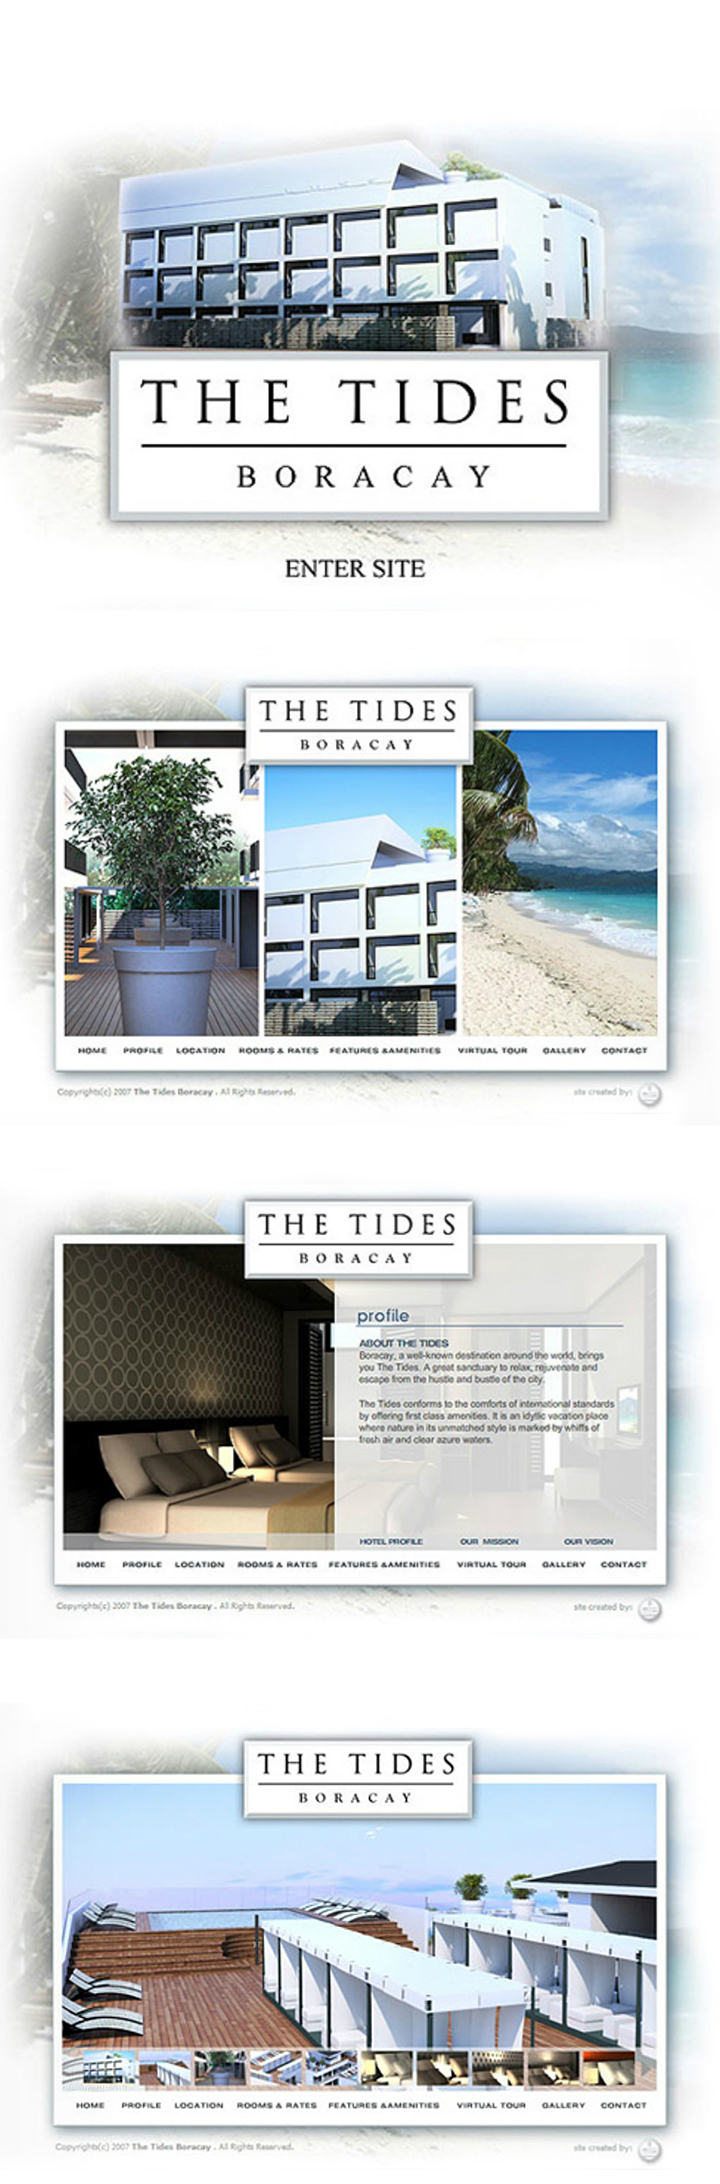 THE TIDES
BORACAY
ENTER SITE
THE TIDES
BORACAY
HOME PROFILE LOCATION ROOMS & RATES FEATURES &AMENITIES VIRTUAL TOUR GALLERY CONTACT
Copyrights(c) 2007 The Tides Boracay . All Rights Reserved. site created by:
THE TIDES
BORACAY
profile
ABOUT THE TIDES
Boracay, a well-known destination around the world, brings
you The Tides. A great sanctuary to relax, rejuvenate and
escape from the hustle and bustle of the city.
The Tides conforms to the comforts of international standards
by offering first class amenities. It is an idyllic vacation place
where nature in its unmatched style is marked by whiffs of
fresh air and clear azure waters.
HOTEL PROFILE OUR MISSION OUR VISION
HOME PROFILE LOCATION ROOMS & RATES FEATURES &AMENITIES VIRTUAL TOUR GALLERY CONTACT
Copyrights(c) 2007 The Tides Boracay . All Rights Reserved. site created by:
THE TIDES
BORACAY
HOME PROFILE LOCATION ROOMS & RATES FEATURES &AMENITIES VIRTUAL TOUR GALLERY CONTACT
Copyrights(c) 2007 The Tides Boracay . All Rights Reserved. site created by: